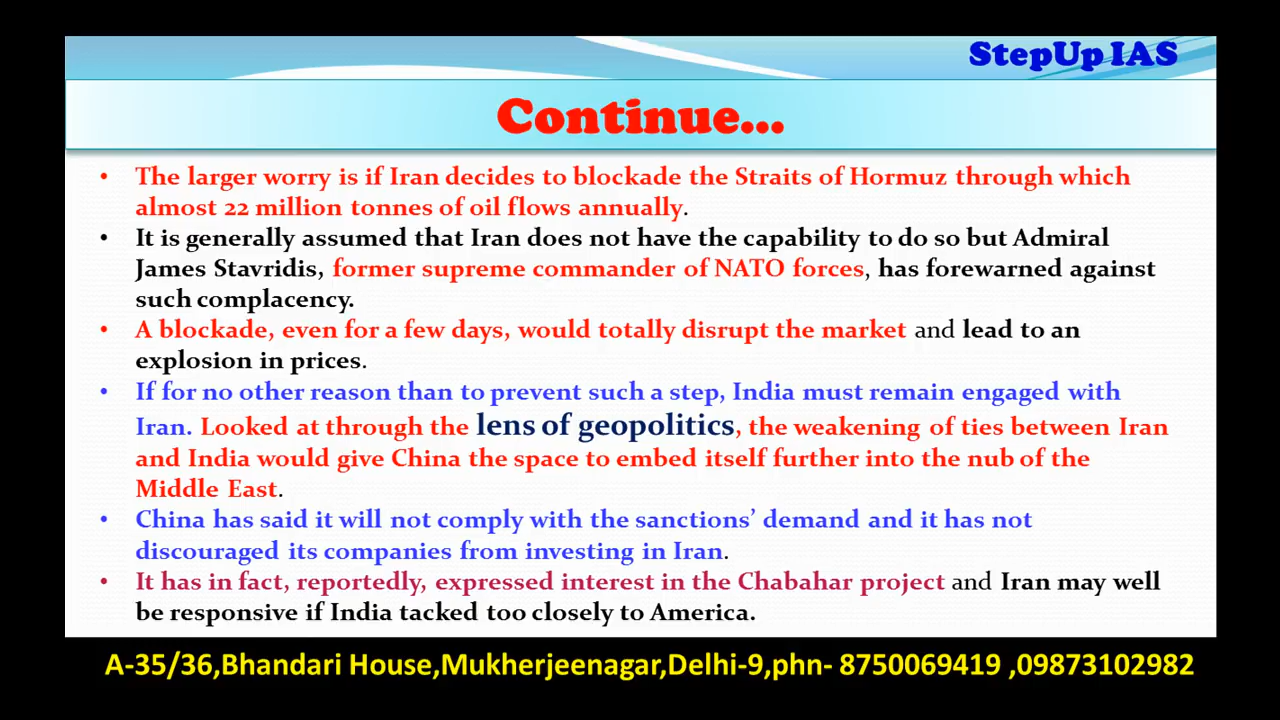 StepUp IAS
Continue...
• The larger worry is if Iran decides to blockade the Straits of Hormuz through which
almost 22 million tonnes of oil flows annually.
• It is generally assumed that Iran does not have the capability to do so but Admiral
James Stavridis, former supreme commander of NATO forces, has forewarned against
such complacency.
• A blockade, even for a few days, would totally disrupt the market and lead to an
explosion in prices.
• If for no other reason than to prevent such a step, India must remain engaged with
Iran. Looked at through the lens of geopolitics, the weakening of ties between Iran
and India would give China the space to embed itself further into the nub of the
Middle East.
• China has said it will not comply with the sanctions’ demand and it has not
discouraged its companies from investing in Iran.
• It has in fact, reportedly, expressed interest in the Chabahar project and Iran may well
be responsive if India tacked too closely to America.
A-35/36,Bhandari House,Mukherjeenagar,Delhi-9,phn- 8750069419 ,09873102982